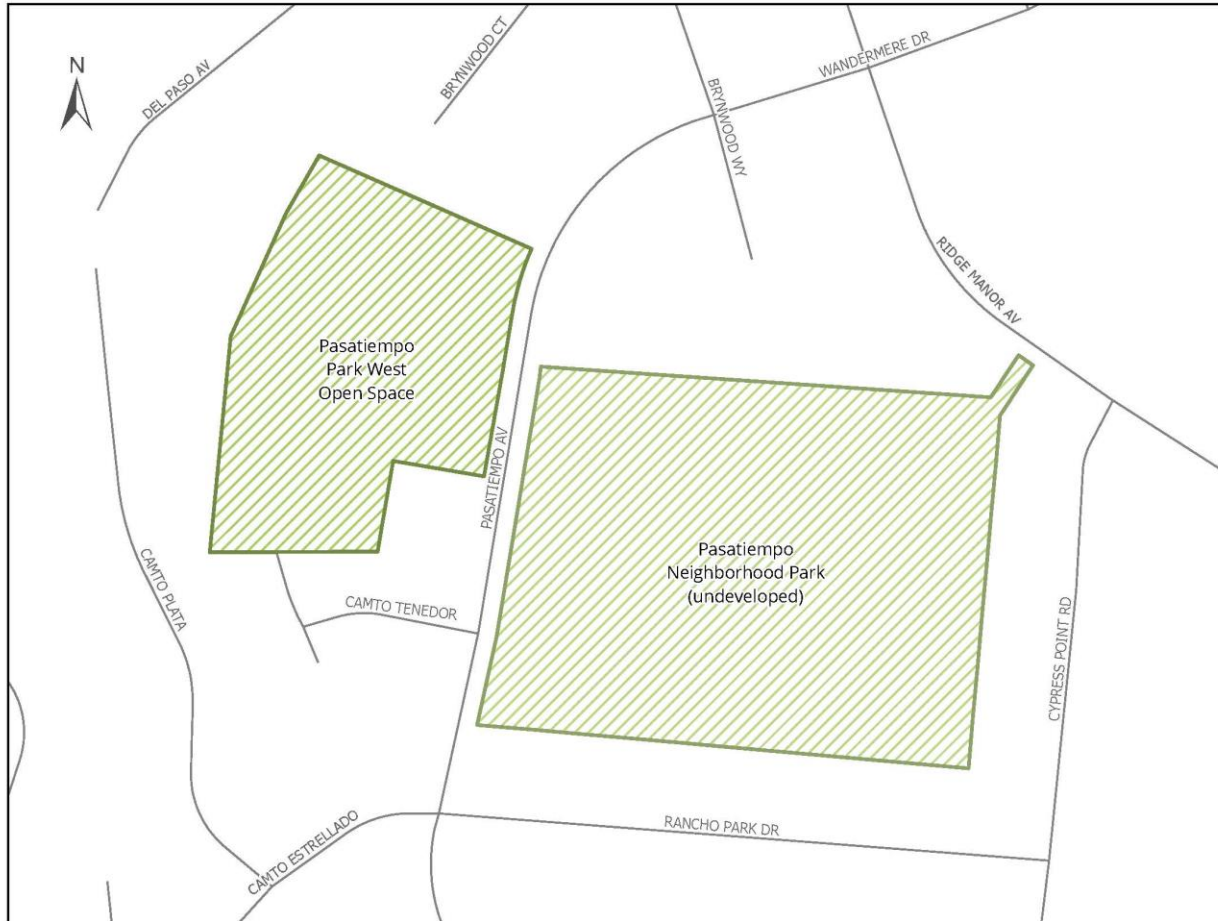 N
DEL PASO AV
BRYNWOOD CT
WANDERMERE DR
BRYNWOOD WY
RIDGE MANOR AV
Pasatiempo
Park West
Open Space
PASATIEMPO AV
Pasatiempo
Neighborhood Park
(undeveloped)
CAMTO PLATA
CAMTO TENEDOR
CYPRESS POINT RD
CAMTO ESTRELLADO
RANCHO PARK DR